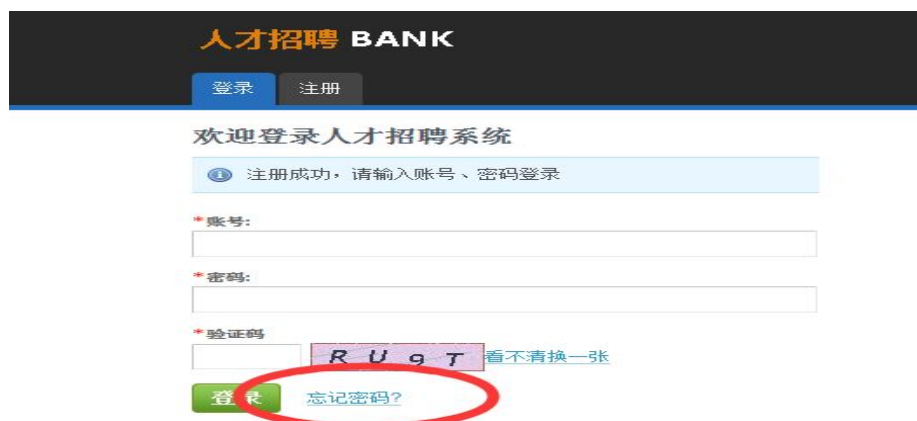 人才招聘 BANK
登录 注册
欢迎登录人才招聘系统
注册成功，请输入账号、密码登录
*账号:
*密码:
*验证码
R U 9 T 看不清换一张
登录 忘记密码?